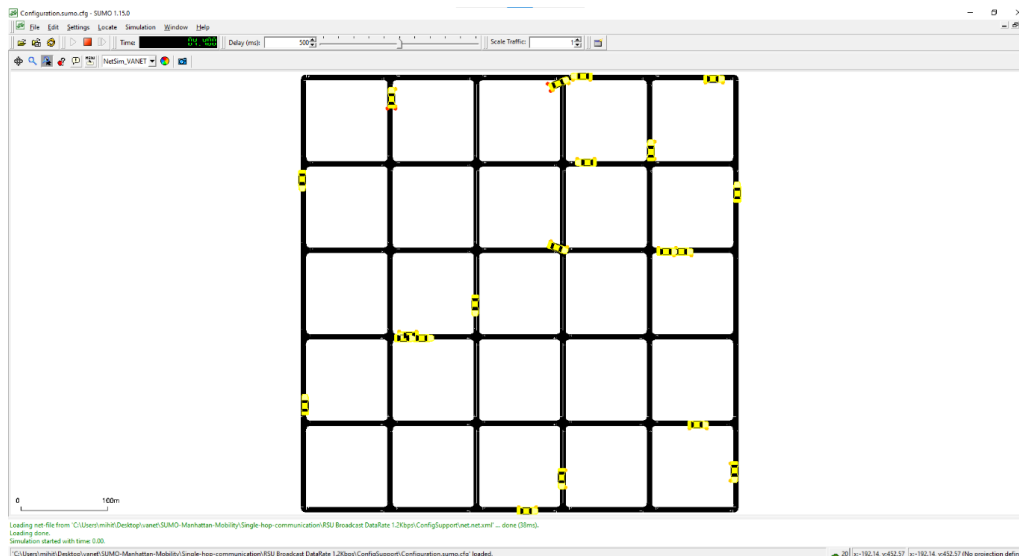 Configuration.sumo.cfg - SUMO 1.15.0
File Edit Settings Locate Simulation Window Help
Time: Delay (ms): 500 Scale Traffic: 1
NetSim_VANET
0 100m
Loading net-file from 'C:\Users\mihit\Desktop\vanet\SUMO-Manhattan-Mobility\Single-hop-communication\RSU Broadcast DataRate 1.2Kbps\ConfigSupport\net.net.xml' ... done (38ms).
Loading done.
Simulation started with time: 0.00.
'C:\Users\mihit\Desktop\vanet\SUMO-Manhattan-Mobility\Single-hop-communication\RSU Broadcast DataRate 1.2Kbps\ConfigSupport\Configuration.sumo.cfg' loaded. 20 x:-192.14, y:452.57 x:-192.14, y:452.57 (No projection defin